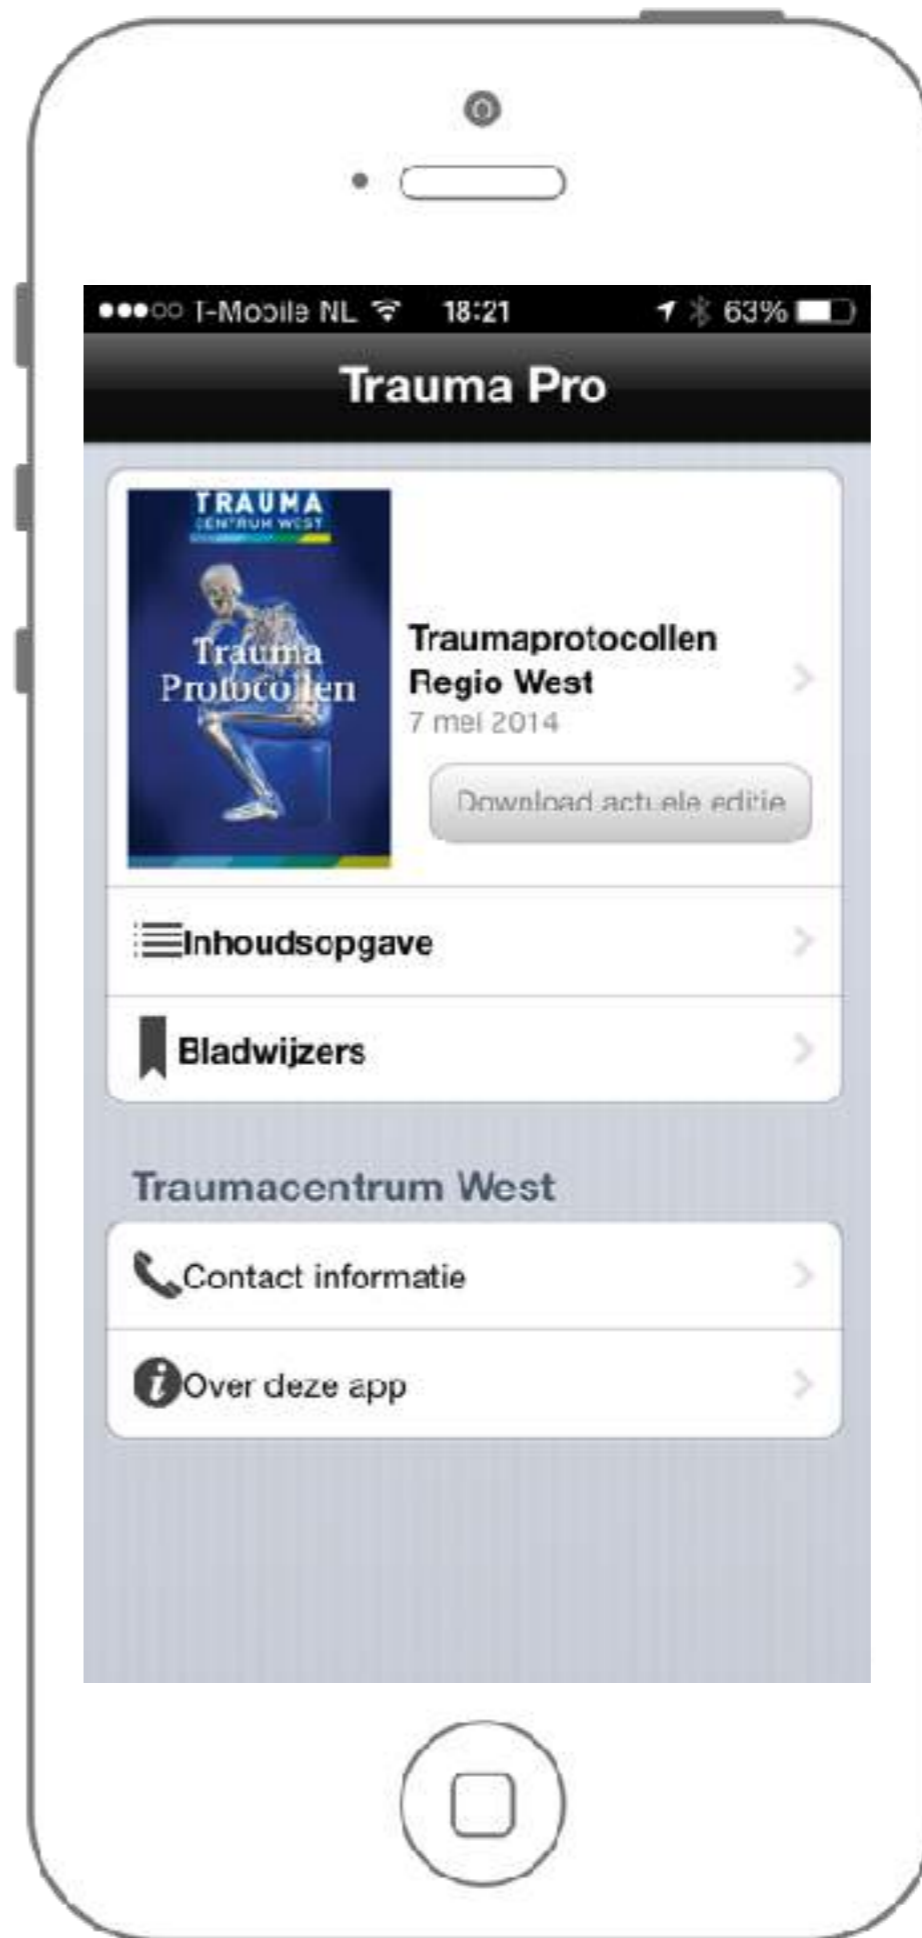 T-Mobile NL 18:21 63%
Trauma Pro
TRAUMA
CENTRUM WEST
Trauma
Protocollen
Traumaprotocollen
Regio West
7 mei 2014
Download actuele editie
Inhoudsopgave
Bladwijzers
Traumacentrum West
Contact informatie
Over deze app